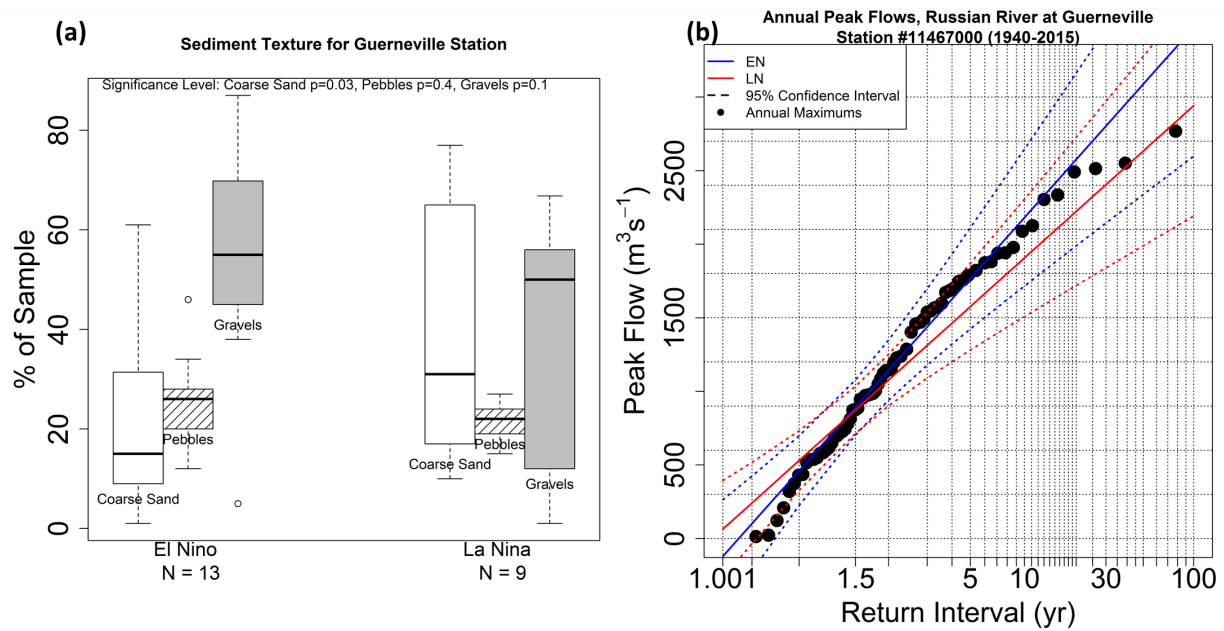 (a)
Sediment Texture for Guerneville Station
Significance Level: Coarse Sand p=0.03, Pebbles p=0.4, Gravels p=0.1
% of Sample
80
60
40
20
0
Gravels
Pebbles
Coarse Sand
Pebbles
Coarse Sand
Gravels
El Nino
N = 13
La Nina
N = 9
(b)
Annual Peak Flows, Russian River at Guerneville
Station #11467000 (1940-2015)
EN
LN
95% Confidence Interval
Annual Maximums
Peak Flow (m³s⁻¹)
2500
1500
500
0
1.001 1.5 5 10 30 100
Return Interval (yr)